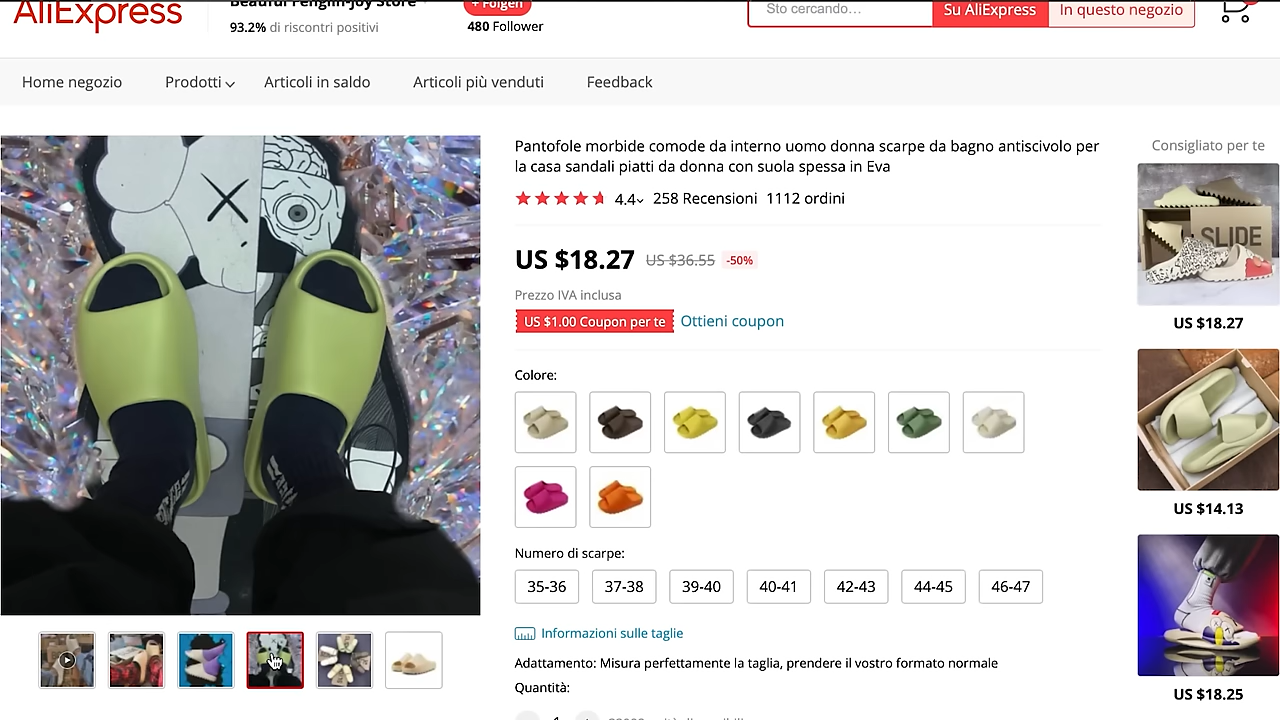 AliExpress
Beautful Fenglin-Joy Store
+ Folgen
93.2% di riscontri positivi
480 Follower
Sto cercando...
Su AliExpress
In questo negozio
Home negozio
Prodotti
Articoli in saldo
Articoli più venduti
Feedback
Pantofole morbide comode da interno uomo donna scarpe da bagno antiscivolo per
la casa sandali piatti da donna con suola spessa in Eva
4.4 258 Recensioni 1112 ordini
US $18.27 US $36.55 -50%
Prezzo IVA inclusa
US $1.00 Coupon per te Ottieni coupon
Colore:
Numero di scarpe:
35-36 37-38 39-40 40-41 42-43 44-45 46-47
Informazioni sulle taglie
Adattamento: Misura perfettamente la taglia, prendere il vostro formato normale
Quantità:
Consigliato per te
SLIDE
US $18.27
US $14.13
US $18.25